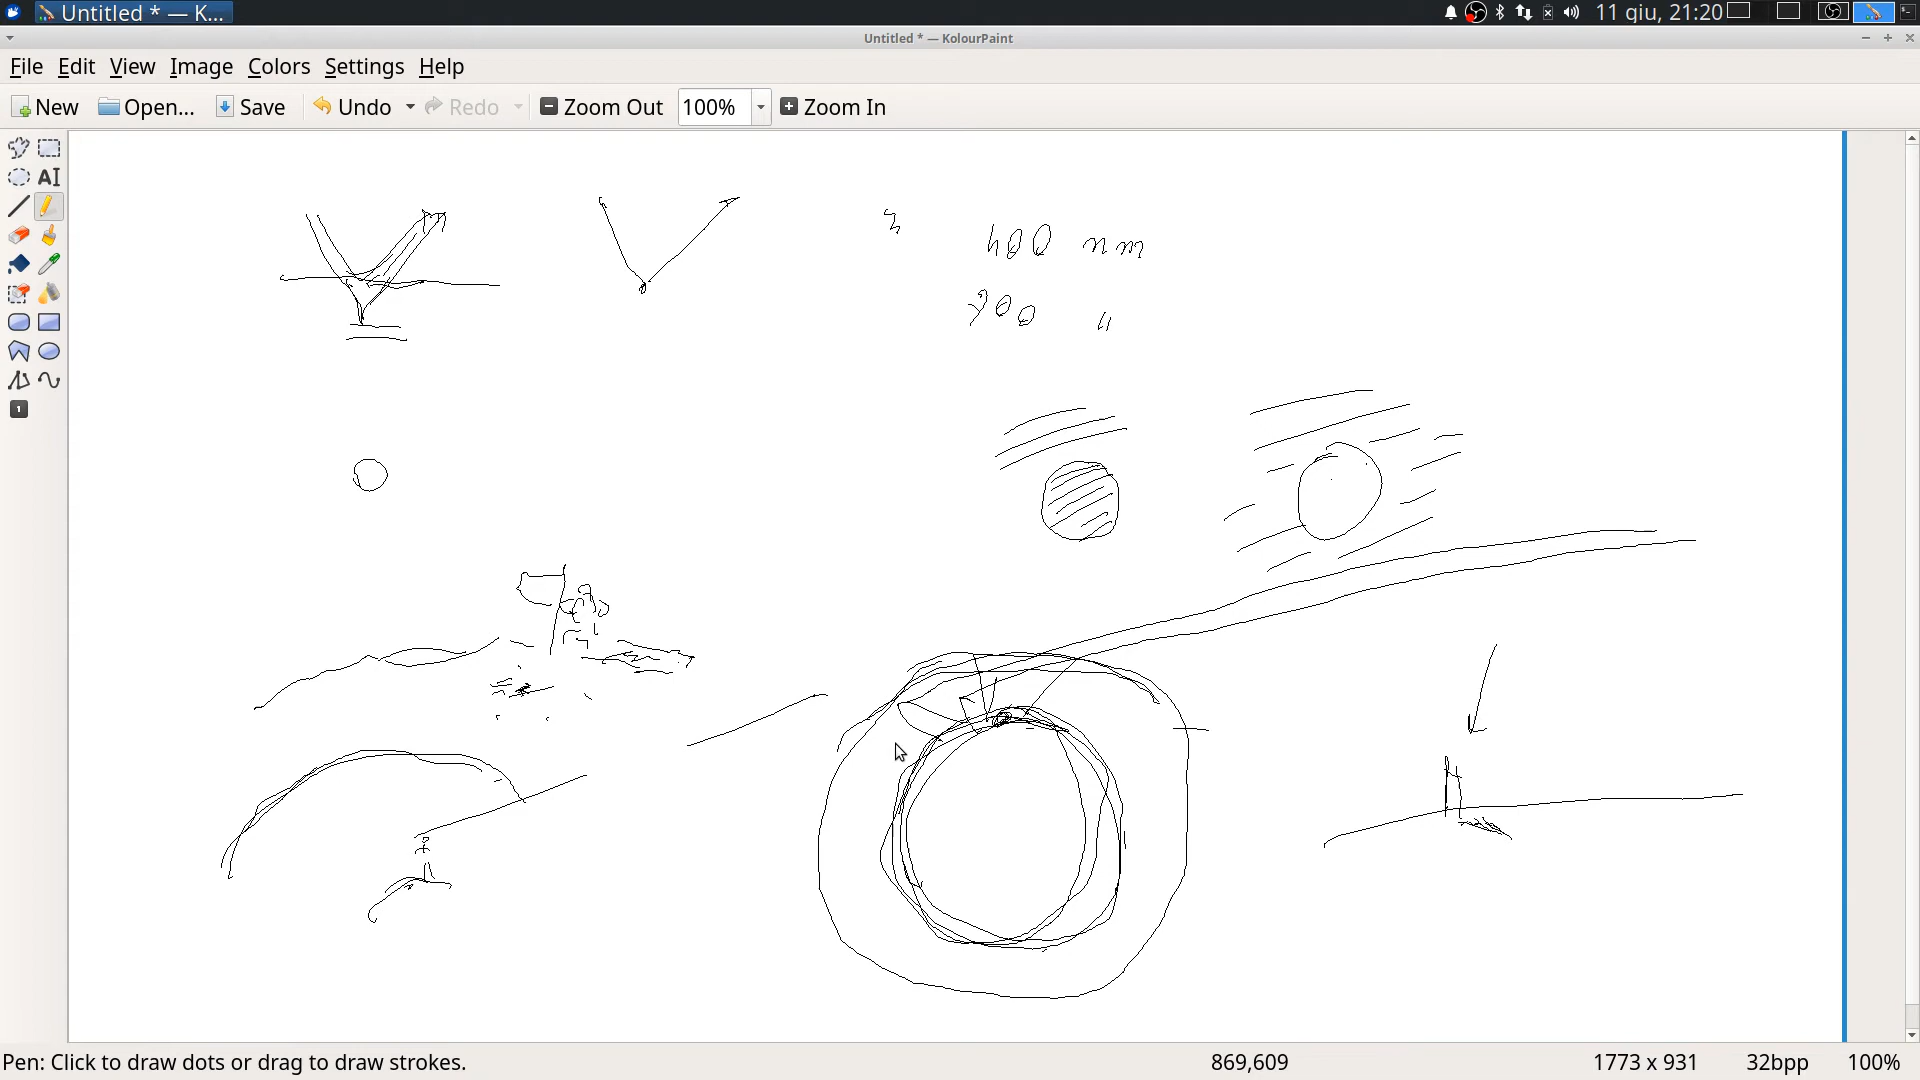 Untitled * — K...
11 giu, 21:20
Untitled * — KolourPaint
File Edit View Image Colors Settings Help
New Open... Save Undo Redo Zoom Out 100% Zoom In
AI
400 nm
1
Pen: Click to draw dots or drag to draw strokes.
869,609
1773 x 931
32bpp
100%